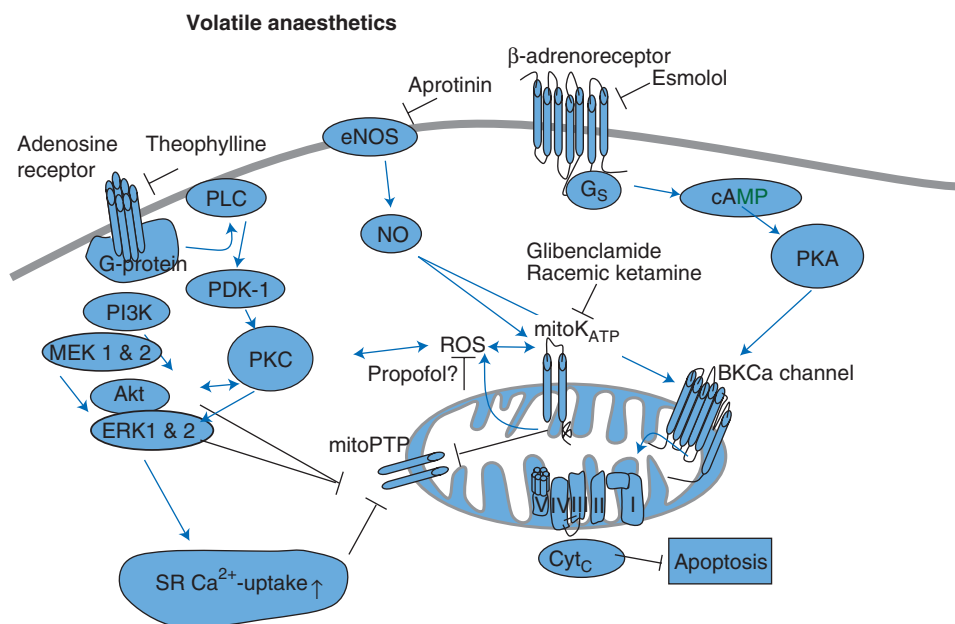 Volatile anaesthetics
β-adrenoreceptor
Esmolol
Aprotinin
eNOS
Adenosine
receptor
Theophylline
PLC
G-protein
NO
GS
cAMP
PKA
Glibenclamide
Racemic ketamine
PDK-1
PI3K
MEK 1 & 2
PKC
ROS
mitoKATP
Propofol?
BKCa channel
Akt
ERK1 & 2
mitoPTP
V IV III II I
CytC
Apoptosis
SR Ca²⁺-uptake ↑